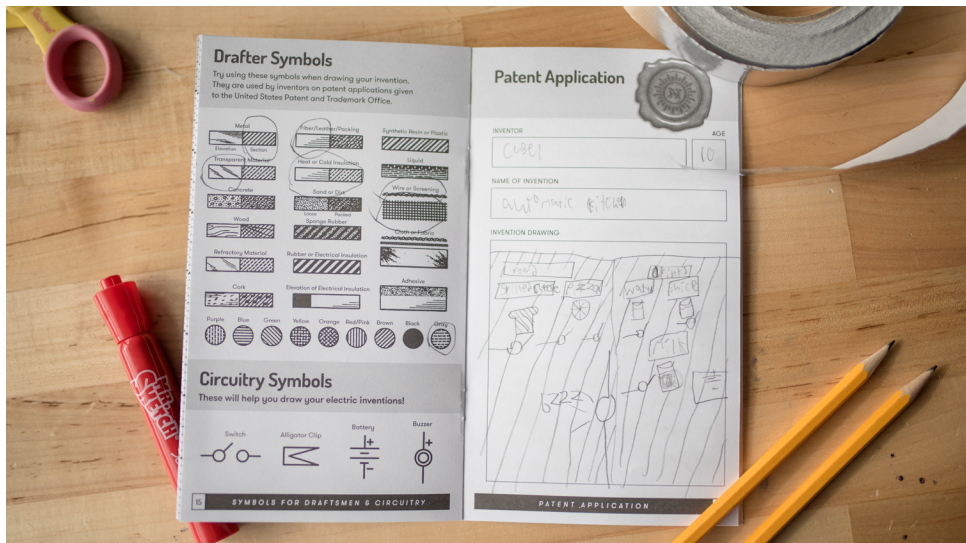 Drafter Symbols
Try using these symbols when drawing your invention.
They are used by inventors on patent applications given
to the United States Patent and Trademark Office.
Metal
Elevation Section
Fiber/Leather/Packing
Synthetic Resin or Plastic
Transparent Material
Heat or Cold Insulation
Liquid
Concrete
Sand or Dirt
Loose Packed
Wire or Screening
Wood
Sponge Rubber
Cloth or Fabric
Refractory Material
Rubber or Electrical Insulation
Adhesive
Cork
Elevation of Electrical Insulation
Purple Blue Green Yellow Orange Red/Pink Brown Black Gray
Circuitry Symbols
These will help you draw your electric inventions!
Switch
Alligator Clip
Battery
Buzzer
15
SYMBOLS FOR DRAFTSMEN & CIRCUITRY
Patent Application
INVENTOR
AGE
10
NAME OF INVENTION
INVENTION DRAWING
water
milk
BZZZ
PATENT APPLICATION
MR. SKETCH